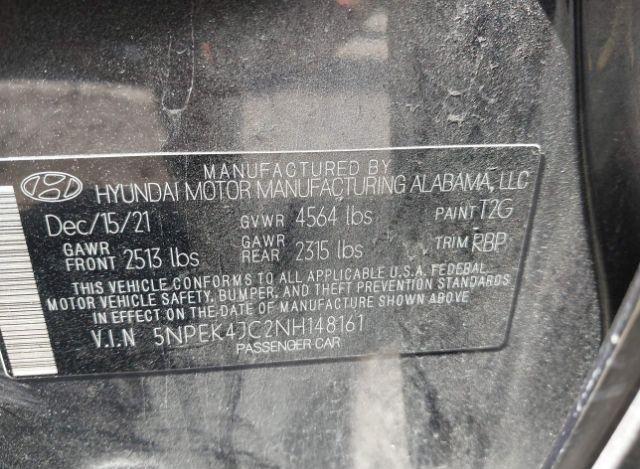 MANUFACTURED BY
HYUNDAI MOTOR MANUFACTURING ALABAMA, LLC
Dec/15/21 GVWR 4564 lbs PAINT T2G
GAWR FRONT 2513 lbs GAWR REAR 2315 lbs TRIM RBP
THIS VEHICLE CONFORMS TO ALL APPLICABLE U.S.A. FEDERAL
MOTOR VEHICLE SAFETY, BUMPER, AND THEFT PREVENTION STANDARDS
IN EFFECT ON THE DATE OF MANUFACTURE SHOWN ABOVE.
V.I.N 5NPEK4JC2NH148161
PASSENGER CAR